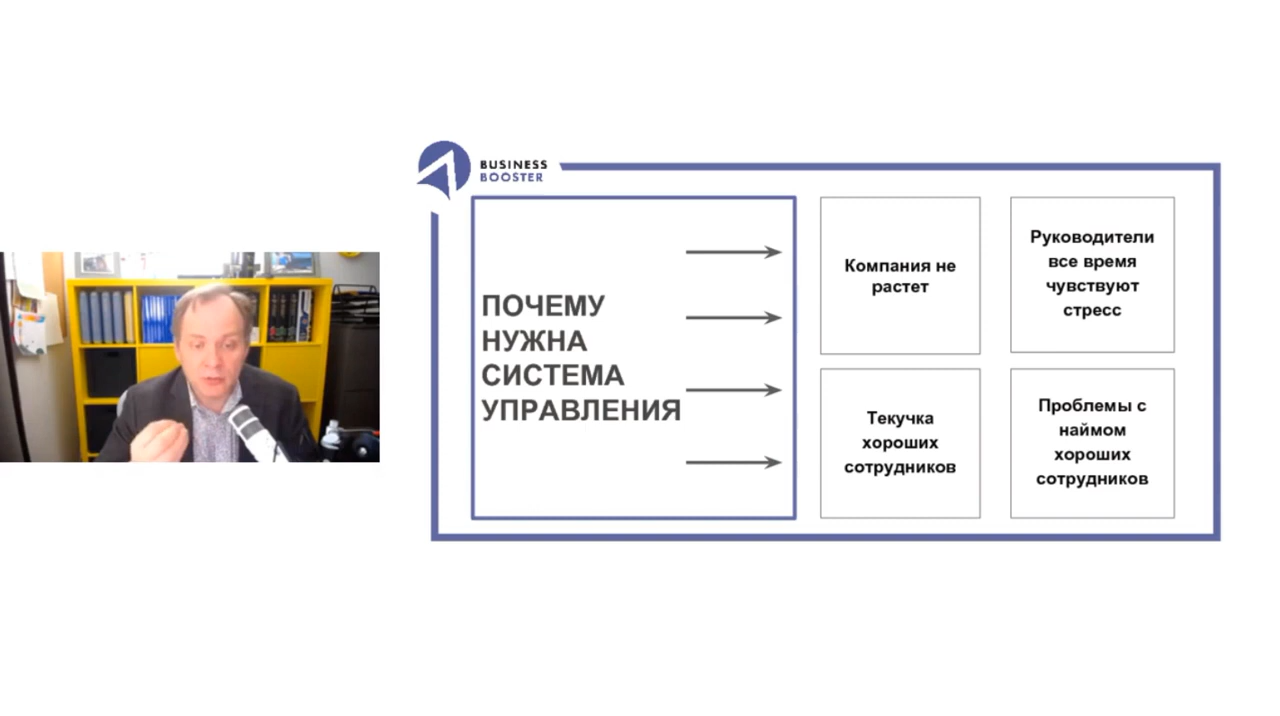 BUSINESS
BOOSTER
ПОЧЕМУ
НУЖНА
СИСТЕМА
УПРАВЛЕНИЯ
Компания не
растет
Руководители
все время
чувствуют
стресс
Текучка
хороших
сотрудников
Проблемы с
наймом
хороших
сотрудников